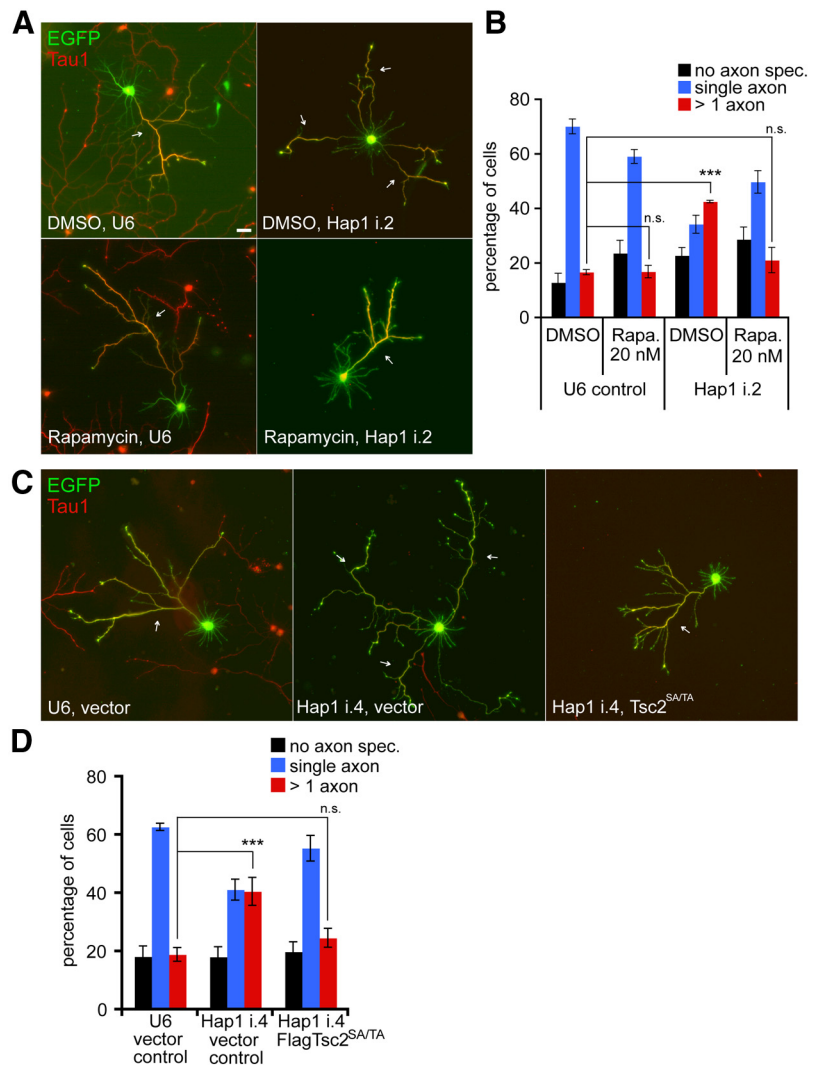 A
EGFP
Tau1
DMSO, U6
DMSO, Hap1 i.2
Rapamycin, U6
Rapamycin, Hap1 i.2
B
no axon spec.
single axon
> 1 axon
n.s.
***
n.s.
percentage of cells
80
60
40
20
0
DMSO
Rapa.
20 nM
DMSO
Rapa.
20 nM
U6 control
Hap1 i.2
C
EGFP
Tau1
U6, vector
Hap1 i.4, vector
Hap1 i.4, Tsc2SA/TA
D
no axon spec.
single axon
> 1 axon
n.s.
***
percentage of cells
80
60
40
20
0
U6
vector
control
Hap1 i.4
vector
control
Hap1 i.4
FlagTsc2SA/TA